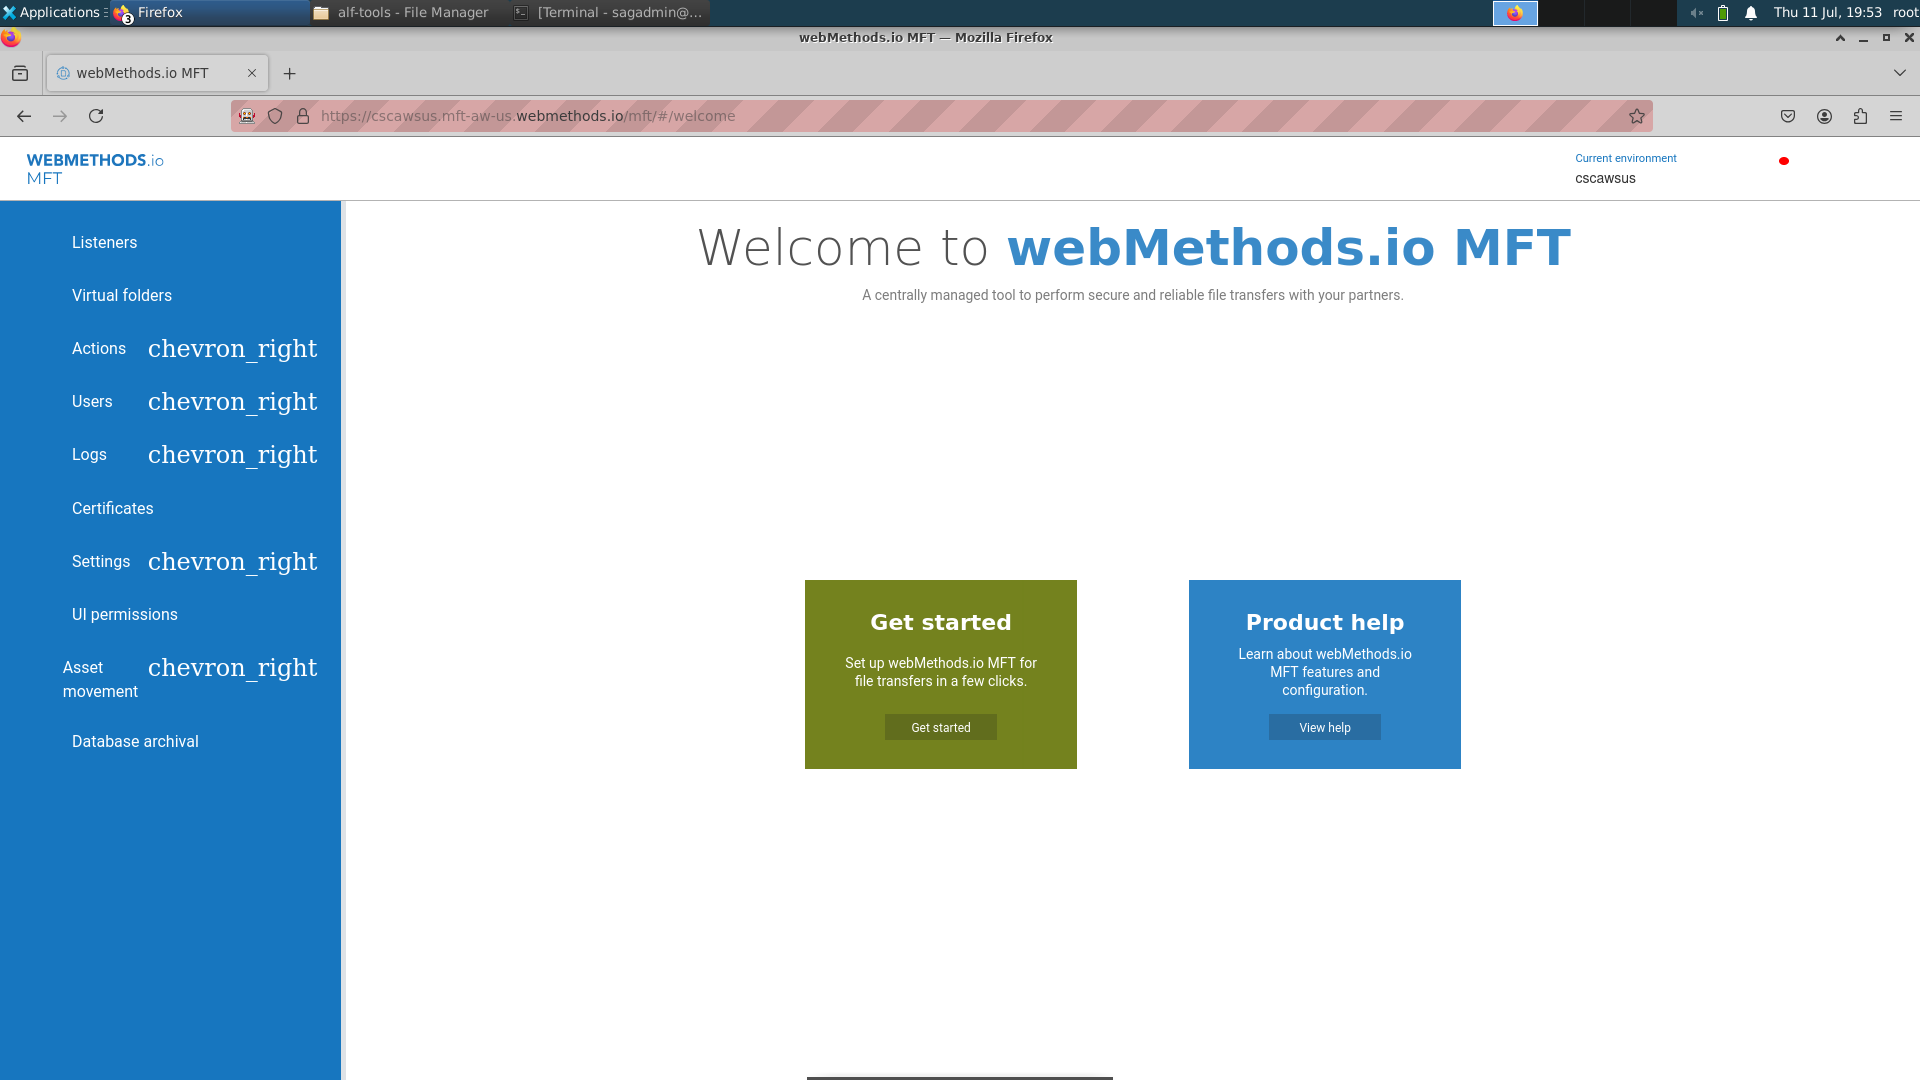 Applications
Firefox
3
alf-tools - File Manager
[Terminal - sagadmin@...
Thu 11 Jul, 19:53
root
webMethods.io MFT — Mozilla Firefox
webMethods.io MFT
https://cscawsus.mft-aw-us.webmethods.io/mft/#/welcome
WEBMETHODS.io
MFT
Current environment
cscawsus
Listeners
Virtual folders
Actions chevron_right
Users chevron_right
Logs chevron_right
Certificates
Settings chevron_right
UI permissions
Asset chevron_right
movement
Database archival
Welcome to webMethods.io MFT
A centrally managed tool to perform secure and reliable file transfers with your partners.
Get started
Set up webMethods.io MFT for
file transfers in a few clicks.
Get started
Product help
Learn about webMethods.io
MFT features and
configuration.
View help